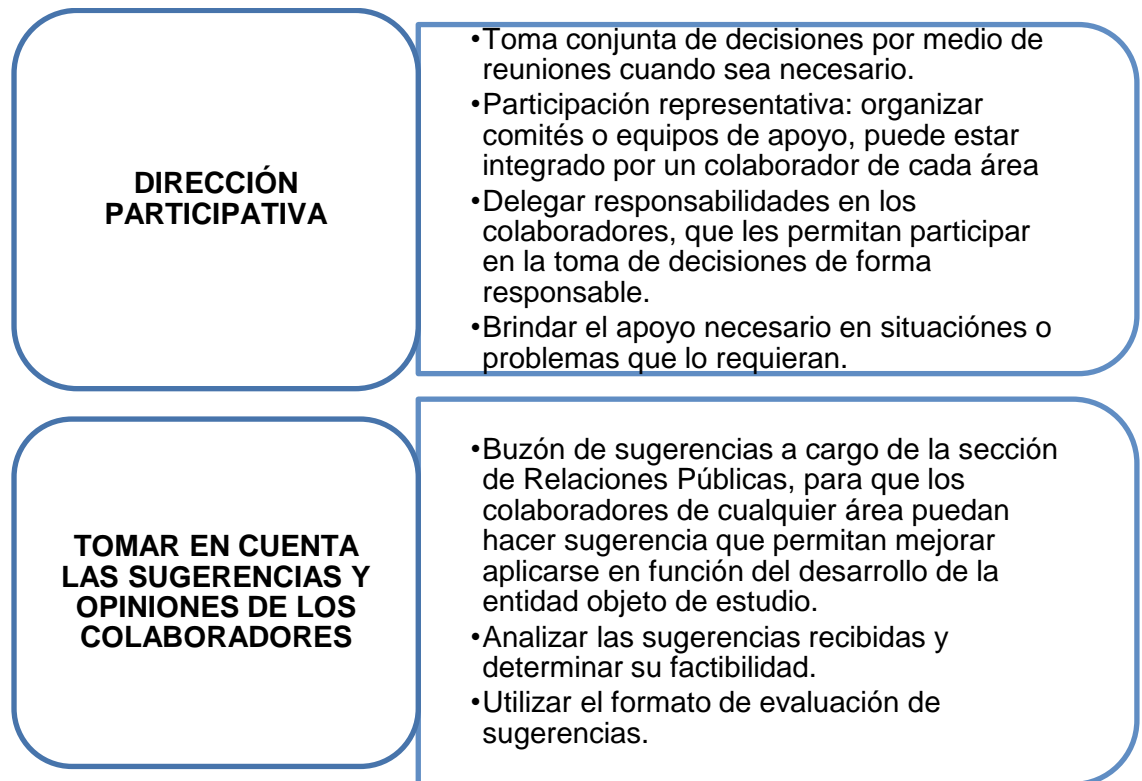 DIRECCIÓN
PARTICIPATIVA
•Toma conjunta de decisiones por medio de
reuniones cuando sea necesario.
•Participación representativa: organizar
comités o equipos de apoyo, puede estar
integrado por un colaborador de cada área
•Delegar responsabilidades en los
colaboradores, que les permitan participar
en la toma de decisiones de forma
responsable.
•Brindar el apoyo necesario en situaciónes o
problemas que lo requieran.
TOMAR EN CUENTA
LAS SUGERENCIAS Y
OPINIONES DE LOS
COLABORADORES
•Buzón de sugerencias a cargo de la sección
de Relaciones Públicas, para que los
colaboradores de cualquier área puedan
hacer sugerencia que permitan mejorar
aplicarse en función del desarrollo de la
entidad objeto de estudio.
•Analizar las sugerencias recibidas y
determinar su factibilidad.
•Utilizar el formato de evaluación de
sugerencias.